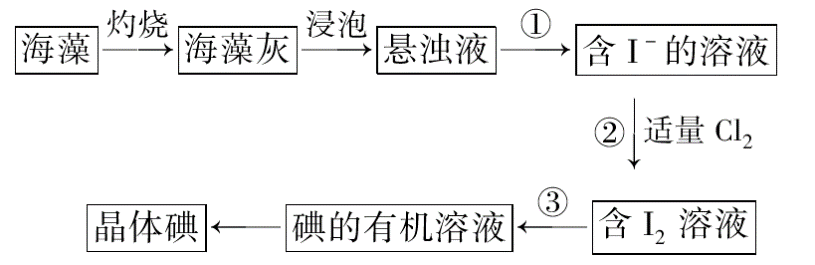 海藻 灼烧 海藻灰 浸泡 悬浊液 ① 含 I⁻ 的溶液
② 适量 Cl₂
晶体碘 碘的有机溶液 ③ 含 I₂ 溶液